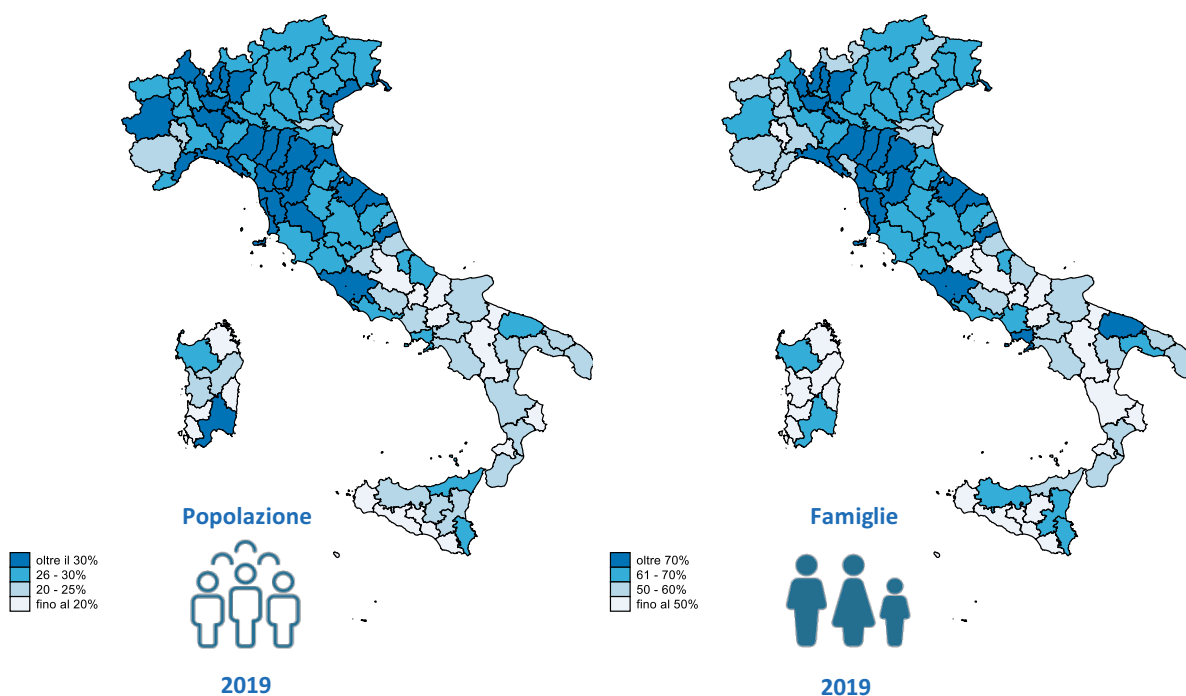 Popolazione
oltre il 30%
26 - 30%
20 - 25%
fino al 20%
2019
Famiglie
oltre 70%
61 - 70%
50 - 60%
fino al 50%
2019